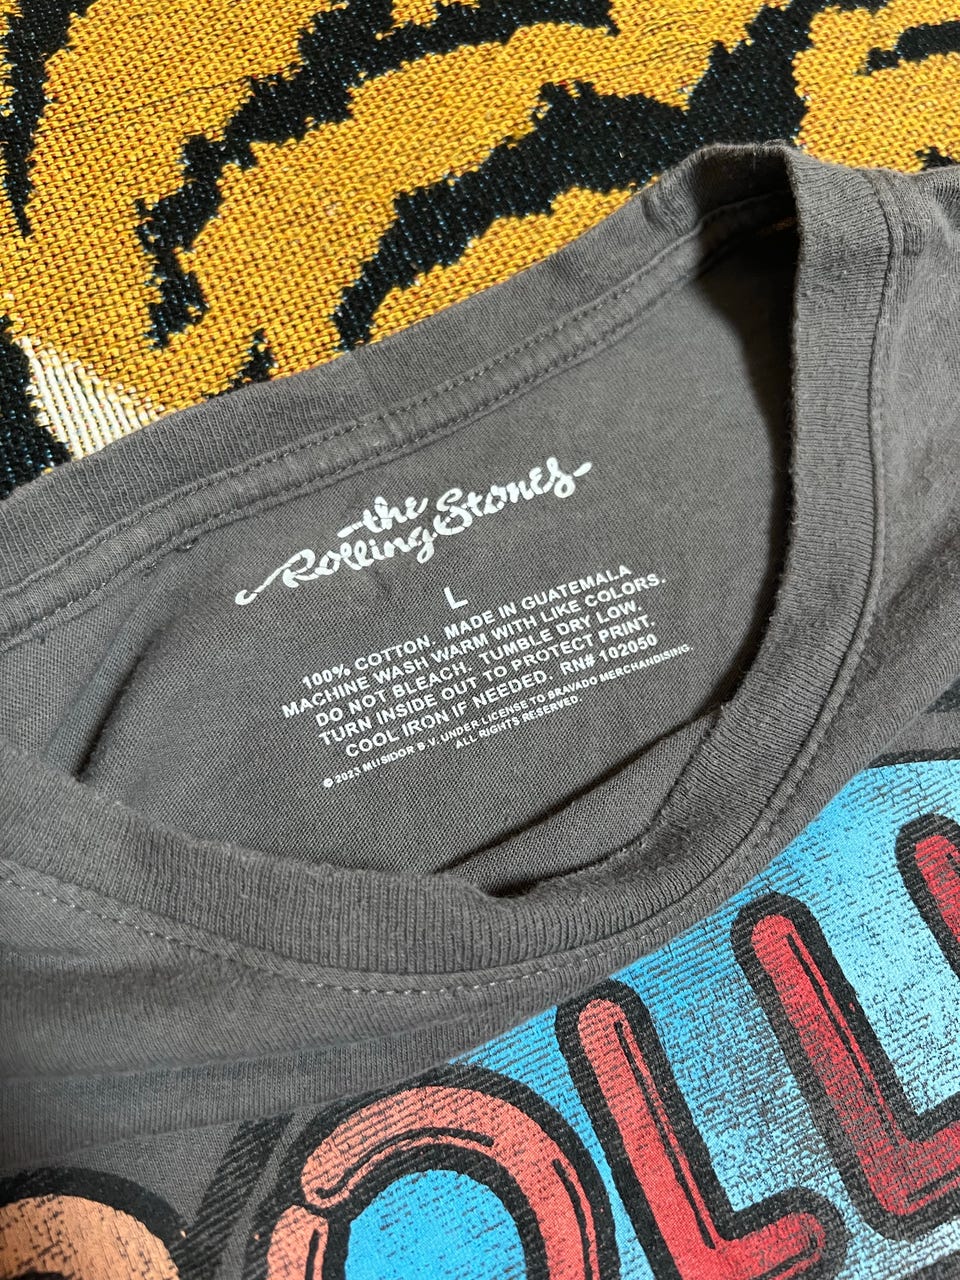 the
Rolling Stones
L
100% COTTON. MADE IN GUATEMALA
MACHINE WASH WARM WITH LIKE COLORS.
DO NOT BLEACH. TUMBLE DRY LOW.
TURN INSIDE OUT TO PROTECT PRINT.
COOL IRON IF NEEDED. RN# 102050
© 2023 MUSIDOR B.V. UNDER LICENSE TO BRAVADO MERCHANDISING.
ALL RIGHTS RESERVED.
OLL